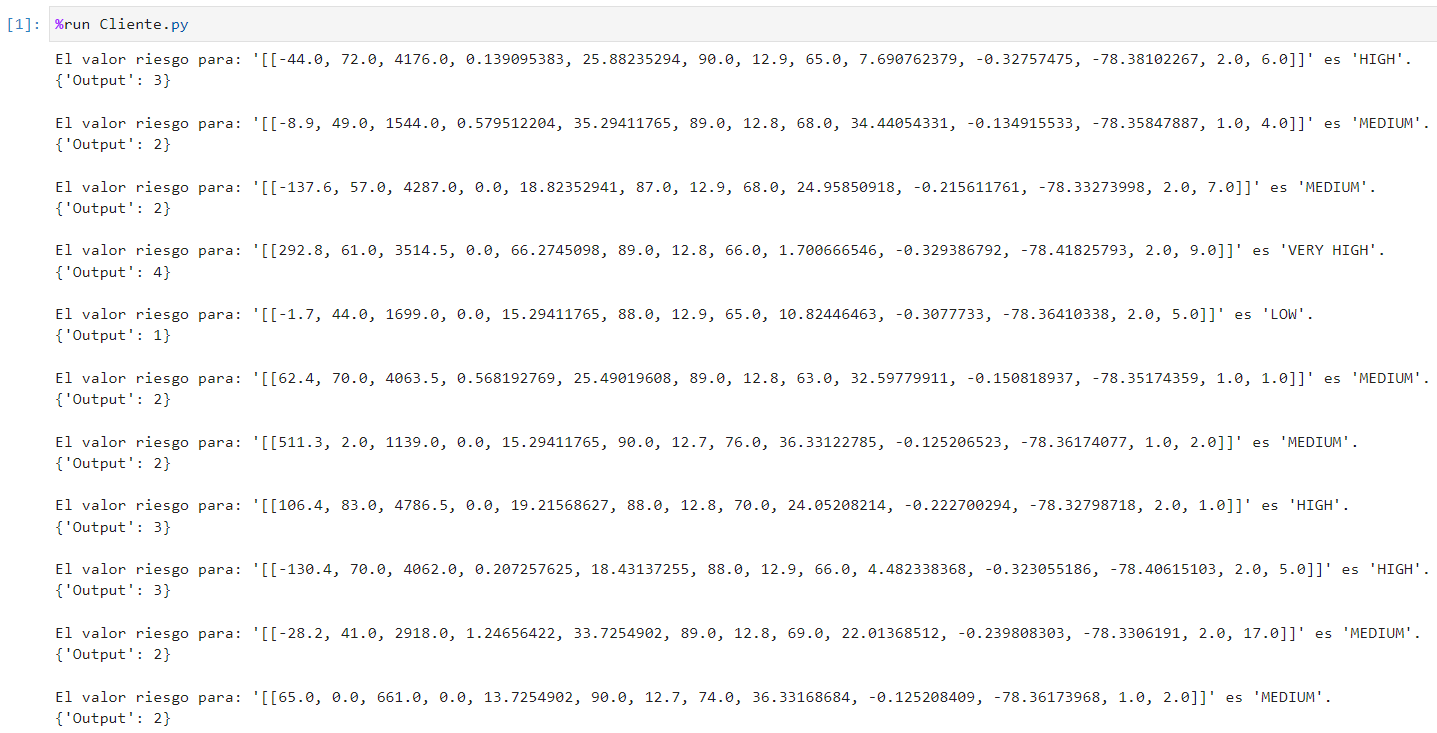 [1]: %run Cliente.py
El valor riesgo para: '[[-44.0, 72.0, 4176.0, 0.139095383, 25.88235294, 90.0, 12.9, 65.0, 7.690762379, -0.32757475, -78.38102267, 2.0, 6.0]]' es 'HIGH'.
{'Output': 3}
El valor riesgo para: '[[-8.9, 49.0, 1544.0, 0.579512204, 35.29411765, 89.0, 12.8, 68.0, 34.44054331, -0.134915533, -78.35847887, 1.0, 4.0]]' es 'MEDIUM'.
{'Output': 2}
El valor riesgo para: '[[-137.6, 57.0, 4287.0, 0.0, 18.82352941, 87.0, 12.9, 68.0, 24.95850918, -0.215611761, -78.33273998, 2.0, 7.0]]' es 'MEDIUM'.
{'Output': 2}
El valor riesgo para: '[[292.8, 61.0, 3514.5, 0.0, 66.2745098, 89.0, 12.8, 66.0, 1.700666546, -0.329386792, -78.41825793, 2.0, 9.0]]' es 'VERY HIGH'.
{'Output': 4}
El valor riesgo para: '[[-1.7, 44.0, 1699.0, 0.0, 15.29411765, 88.0, 12.9, 65.0, 10.82446463, -0.3077733, -78.36410338, 2.0, 5.0]]' es 'LOW'.
{'Output': 1}
El valor riesgo para: '[[62.4, 70.0, 4063.5, 0.568192769, 25.49019608, 89.0, 12.8, 63.0, 32.59779911, -0.150818937, -78.35174359, 1.0, 1.0]]' es 'MEDIUM'.
{'Output': 2}
El valor riesgo para: '[[511.3, 2.0, 1139.0, 0.0, 15.29411765, 90.0, 12.7, 76.0, 36.33122785, -0.125206523, -78.36174077, 1.0, 2.0]]' es 'MEDIUM'.
{'Output': 2}
El valor riesgo para: '[[106.4, 83.0, 4786.5, 0.0, 19.21568627, 88.0, 12.8, 70.0, 24.05208214, -0.222700294, -78.32798718, 2.0, 1.0]]' es 'HIGH'.
{'Output': 3}
El valor riesgo para: '[[-130.4, 70.0, 4062.0, 0.207257625, 18.43137255, 88.0, 12.9, 66.0, 4.482338368, -0.323055186, -78.40615103, 2.0, 5.0]]' es 'HIGH'.
{'Output': 3}
El valor riesgo para: '[[-28.2, 41.0, 2918.0, 1.24656422, 33.7254902, 89.0, 12.8, 69.0, 22.01368512, -0.239808303, -78.3306191, 2.0, 17.0]]' es 'MEDIUM'.
{'Output': 2}
El valor riesgo para: '[[65.0, 0.0, 661.0, 0.0, 13.7254902, 90.0, 12.7, 74.0, 36.33168684, -0.125208409, -78.36173968, 1.0, 2.0]]' es 'MEDIUM'.
{'Output': 2}